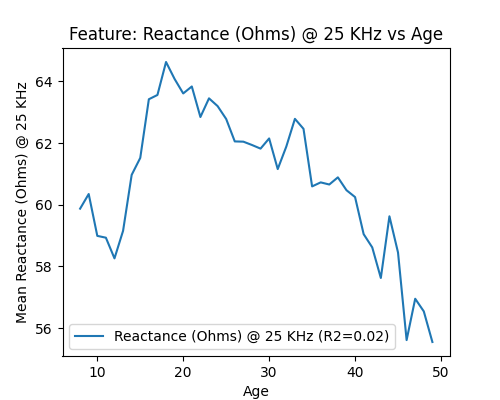 Feature: Reactance (Ohms) @ 25 KHz vs Age
Mean Reactance (Ohms) @ 25 KHz
64
62
60
58
56
Reactance (Ohms) @ 25 KHz (R2=0.02)
10 20 30 40 50
Age